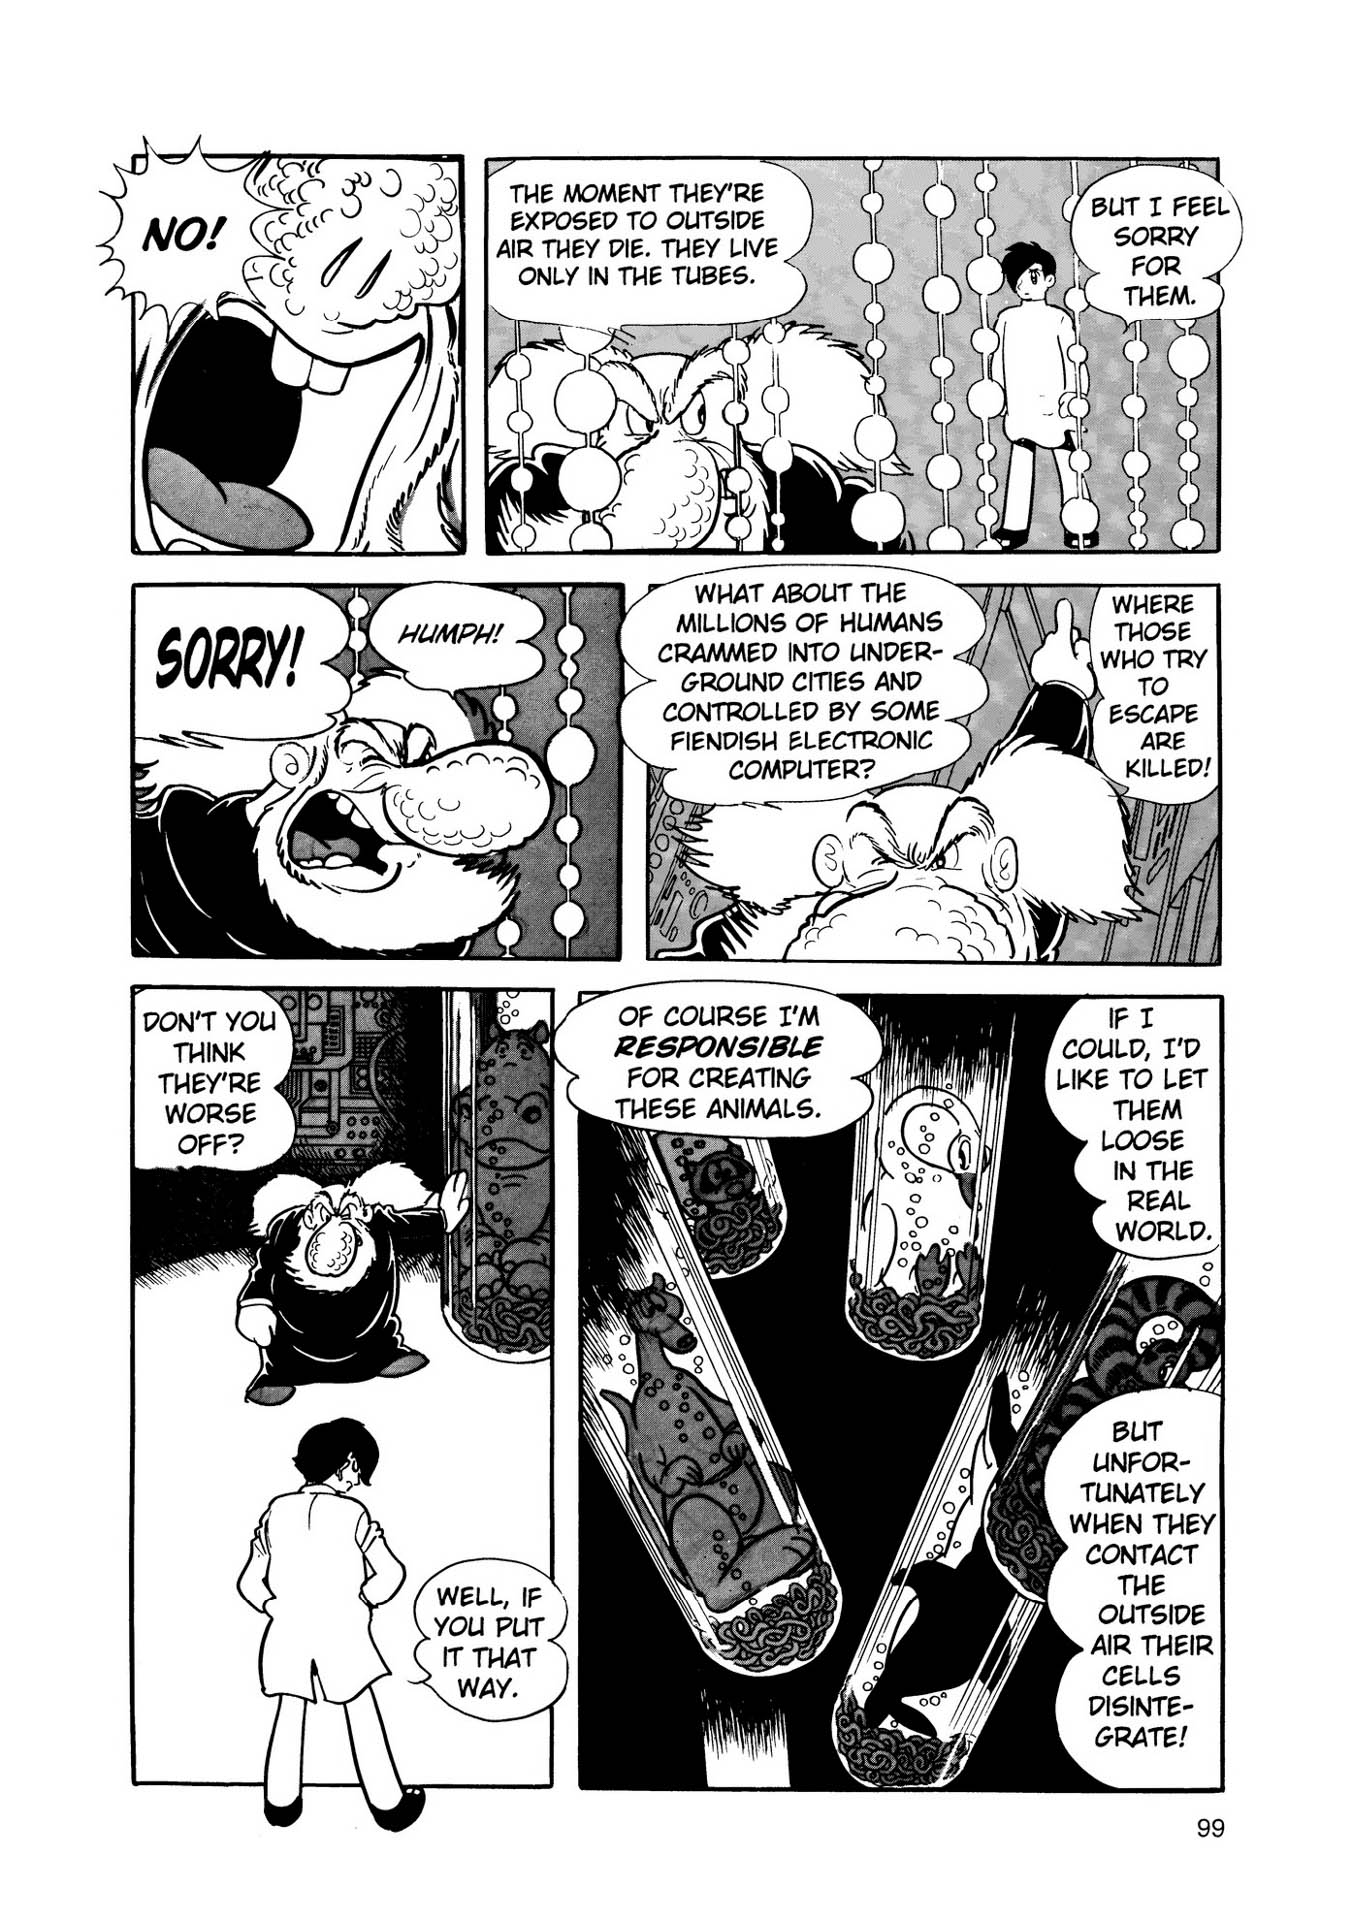 NO!
THE MOMENT THEY'RE
EXPOSED TO OUTSIDE
AIR THEY DIE. THEY LIVE
ONLY IN THE TUBES.
BUT I FEEL
SORRY
FOR
THEM.
SORRY!
HUMPH!
WHAT ABOUT THE
MILLIONS OF HUMANS
CRAMMED INTO UNDER-
GROUND CITIES AND
CONTROLLED BY SOME
FIENDISH ELECTRONIC
COMPUTER?
WHERE
THOSE
WHO TRY
TO
ESCAPE
ARE
KILLED!
DON'T YOU
THINK
THEY'RE
WORSE
OFF?
WELL, IF
YOU PUT
IT THAT
WAY.
OF COURSE I'M
RESPONSIBLE
FOR CREATING
THESE ANIMALS.
IF I
COULD, I'D
LIKE TO LET
THEM
LOOSE
IN THE
REAL
WORLD.
BUT
UNFOR-
TUNATELY
WHEN THEY
CONTACT
THE
OUTSIDE
AIR THEIR
CELLS
DISINTE-
GRATE!
99